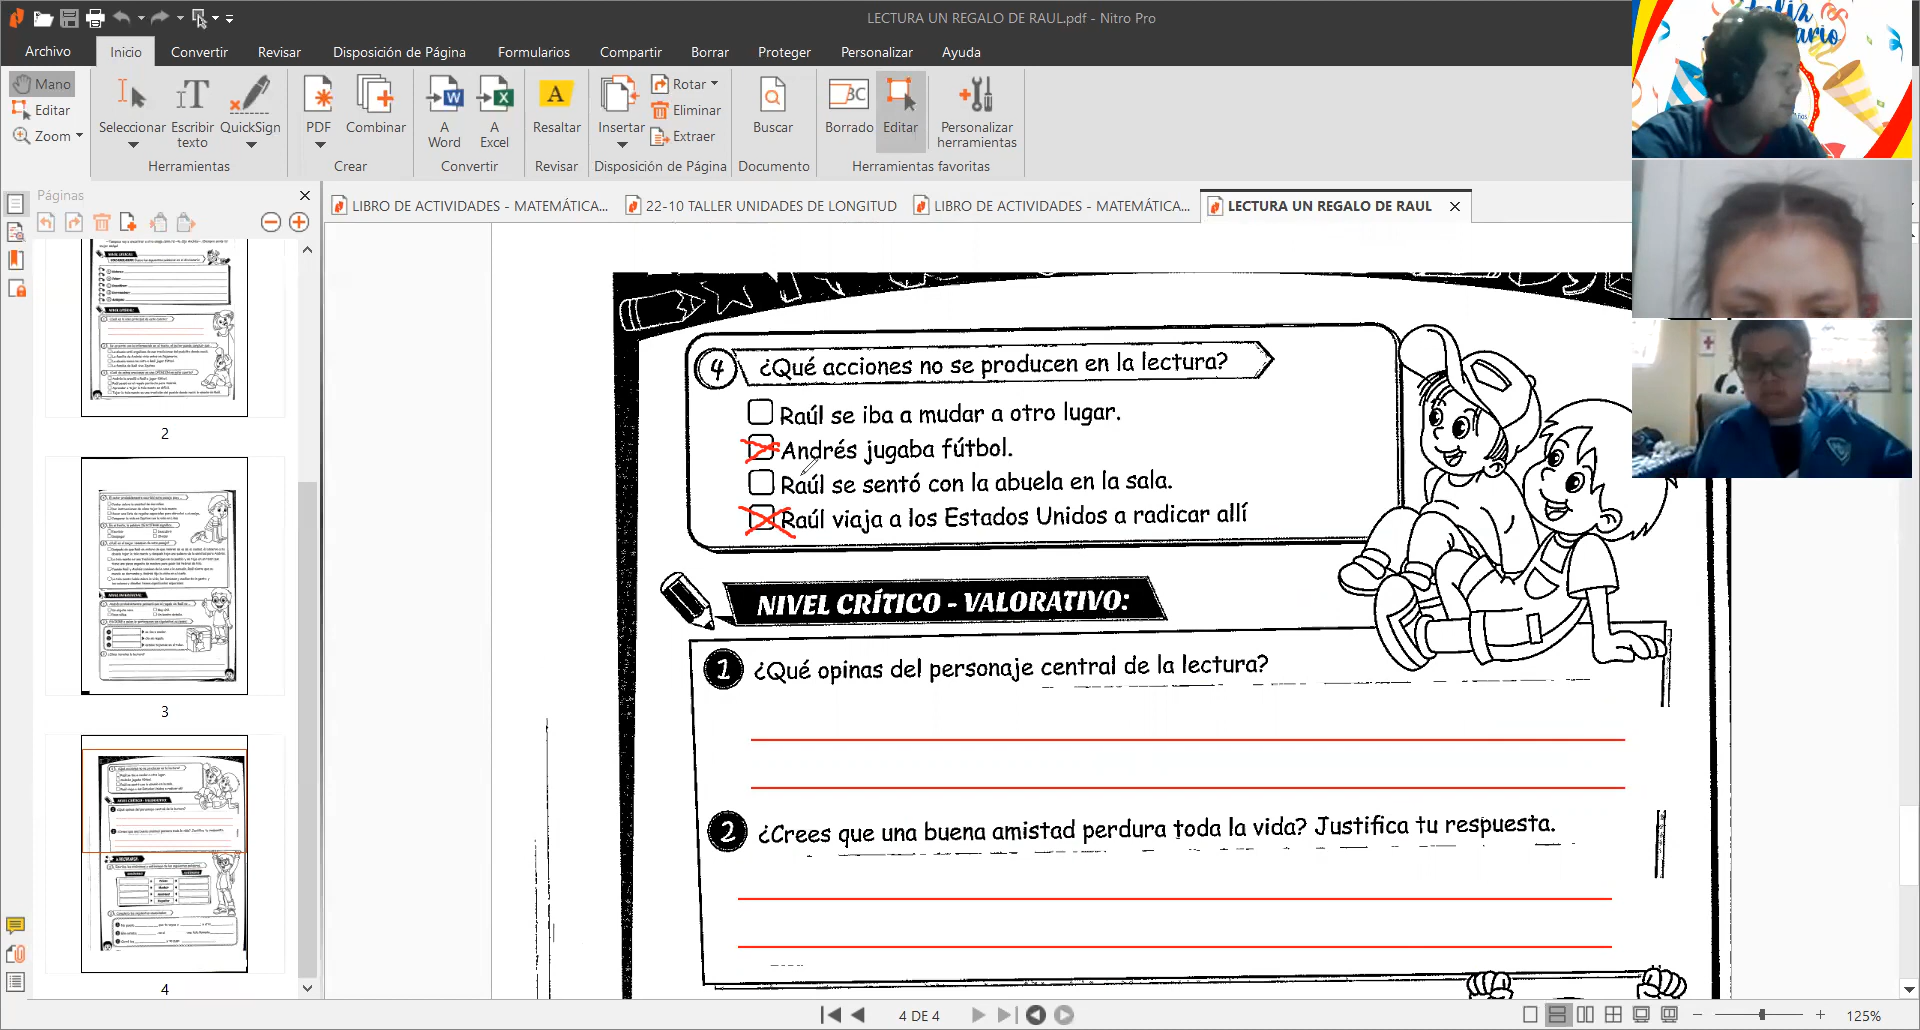 LECTURA UN REGALO DE RAUL.pdf - Nitro Pro
Archivo Inicio Convertir Revisar Disposición de Página Formularios Compartir Borrar Proteger Personalizar Ayuda
Mano
Editar
Zoom
Seleccionar
Escribir texto
QuickSign
Herramientas
PDF
Combinar
Crear
A Word
A Excel
Convertir
Resaltar
Revisar
Insertar
Rotar
Eliminar
Extraer
Disposición de Página
Buscar
Documento
BC
Borrado
Editar
Personalizar herramientas
Herramientas favoritas
Páginas
LIBRO DE ACTIVIDADES - MATEMÁTICA...
22-10 TALLER UNIDADES DE LONGITUD
LIBRO DE ACTIVIDADES - MATEMÁTICA...
LECTURA UN REGALO DE RAUL
2
3
4
4 ¿Qué acciones no se producen en la lectura?
Raúl se iba a mudar a otro lugar.
Andrés jugaba fútbol.
Raúl se sentó con la abuela en la sala.
Raúl viaja a los Estados Unidos a radicar allí
NIVEL CRÍTICO - VALORATIVO:
1 ¿Qué opinas del personaje central de la lectura?
2 ¿Crees que una buena amistad perdura toda la vida? Justifica tu respuesta.
4 DE 4
125%